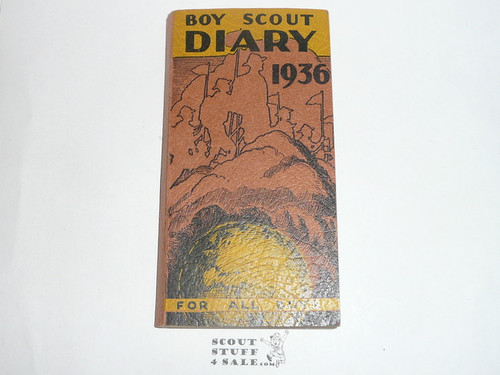 BOY SCOUT
DIARY
1936
FOR ALL
SCOUT
STUFF
4 SALE.com